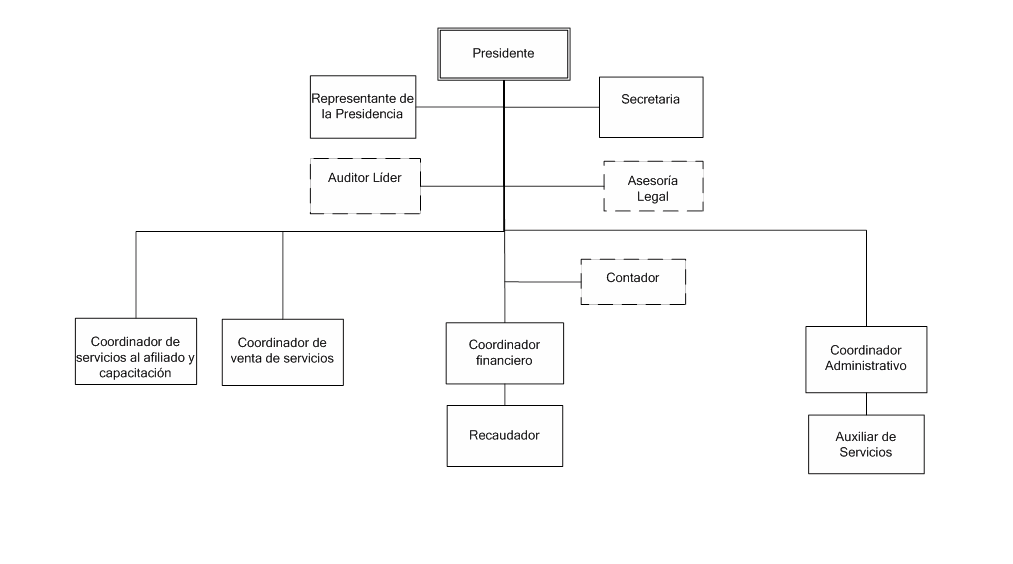 Presidente
Representante de
la Presidencia
Secretaria
Auditor Líder
Asesoría
Legal
Contador
Coordinador de
servicios al afiliado y
capacitación
Coordinador de
venta de servicios
Coordinador
financiero
Coordinador
Administrativo
Recaudador
Auxiliar de
Servicios